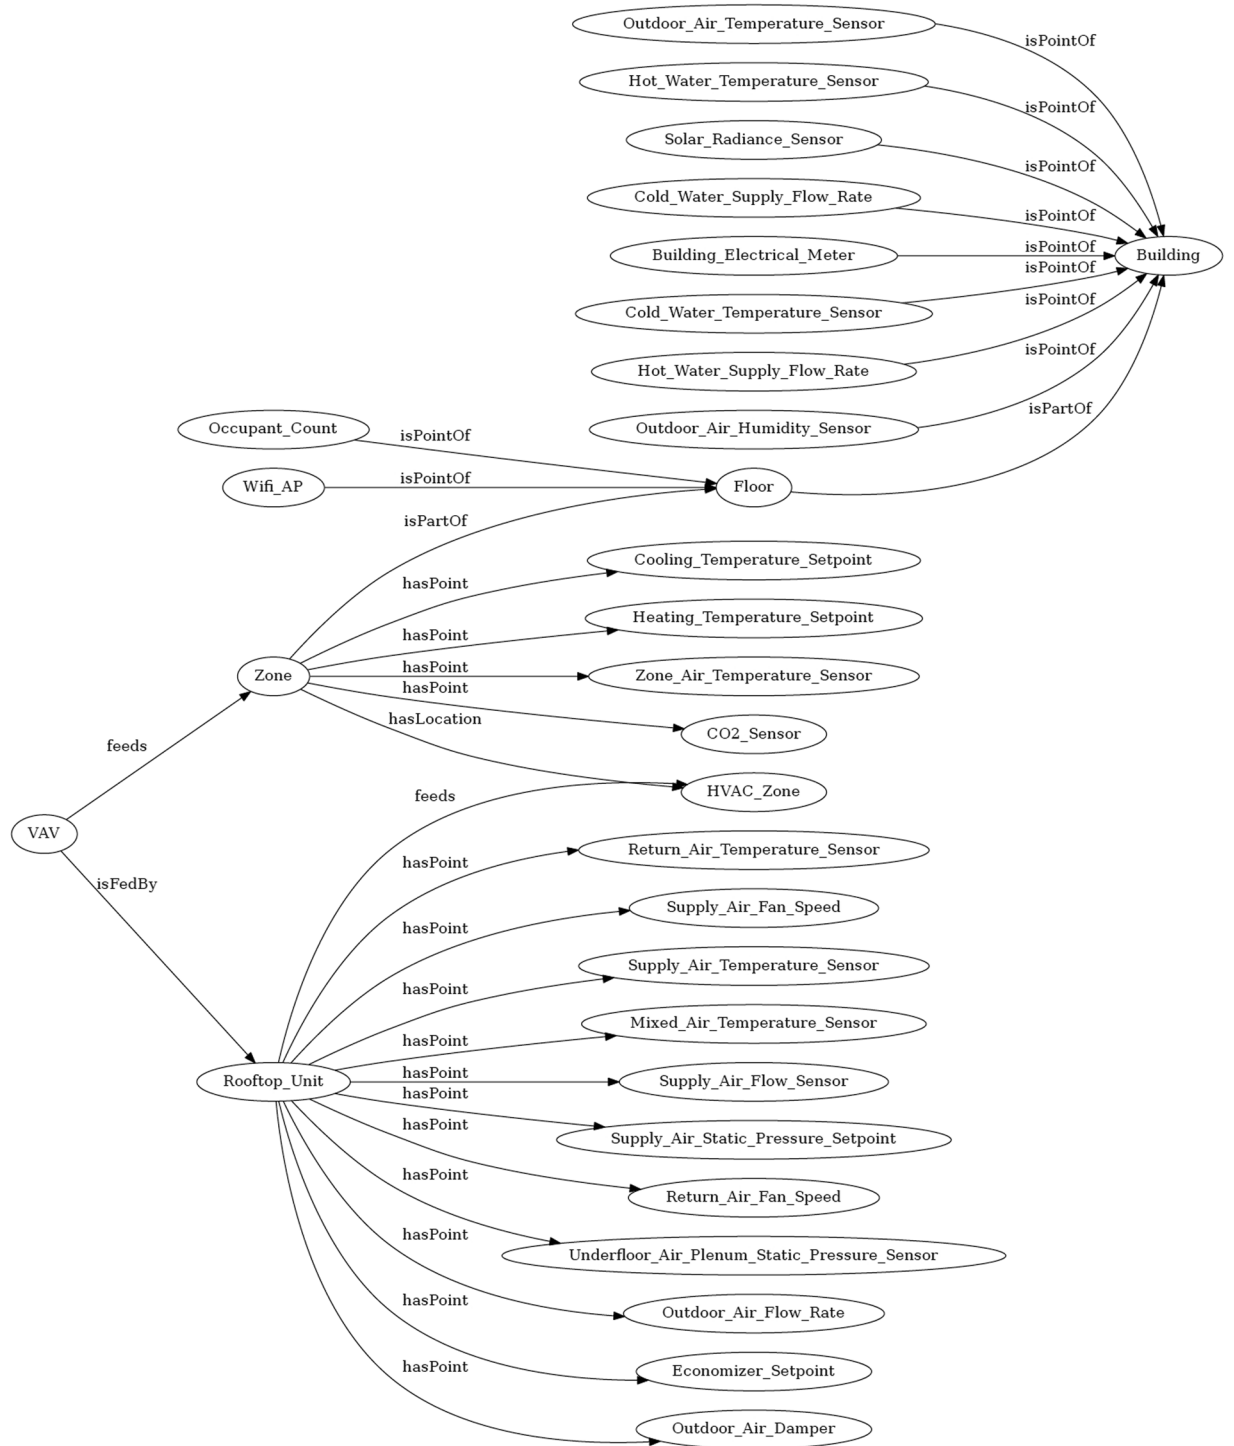 Outdoor_Air_Temperature_Sensor
isPointOf
Hot_Water_Temperature_Sensor
isPointOf
Solar_Radiance_Sensor
isPointOf
Cold_Water_Supply_Flow_Rate
isPointOf
Building_Electrical_Meter
isPointOf
Building
isPointOf
Cold_Water_Temperature_Sensor
isPointOf
Hot_Water_Supply_Flow_Rate
isPointOf
Outdoor_Air_Humidity_Sensor
isPartOf
Occupant_Count
isPointOf
Wifi_AP
isPointOf
Floor
isPartOf
Cooling_Temperature_Setpoint
hasPoint
Heating_Temperature_Setpoint
hasPoint
Zone
hasPoint
Zone_Air_Temperature_Sensor
hasPoint
CO2_Sensor
hasLocation
feeds
HVAC_Zone
feeds
VAV
isFedBy
Return_Air_Temperature_Sensor
hasPoint
Supply_Air_Fan_Speed
hasPoint
Supply_Air_Temperature_Sensor
hasPoint
Mixed_Air_Temperature_Sensor
hasPoint
Rooftop_Unit
hasPoint
Supply_Air_Flow_Sensor
hasPoint
Supply_Air_Static_Pressure_Setpoint
hasPoint
Return_Air_Fan_Speed
hasPoint
Underfloor_Air_Plenum_Static_Pressure_Sensor
hasPoint
Outdoor_Air_Flow_Rate
hasPoint
Economizer_Setpoint
hasPoint
Outdoor_Air_Damper